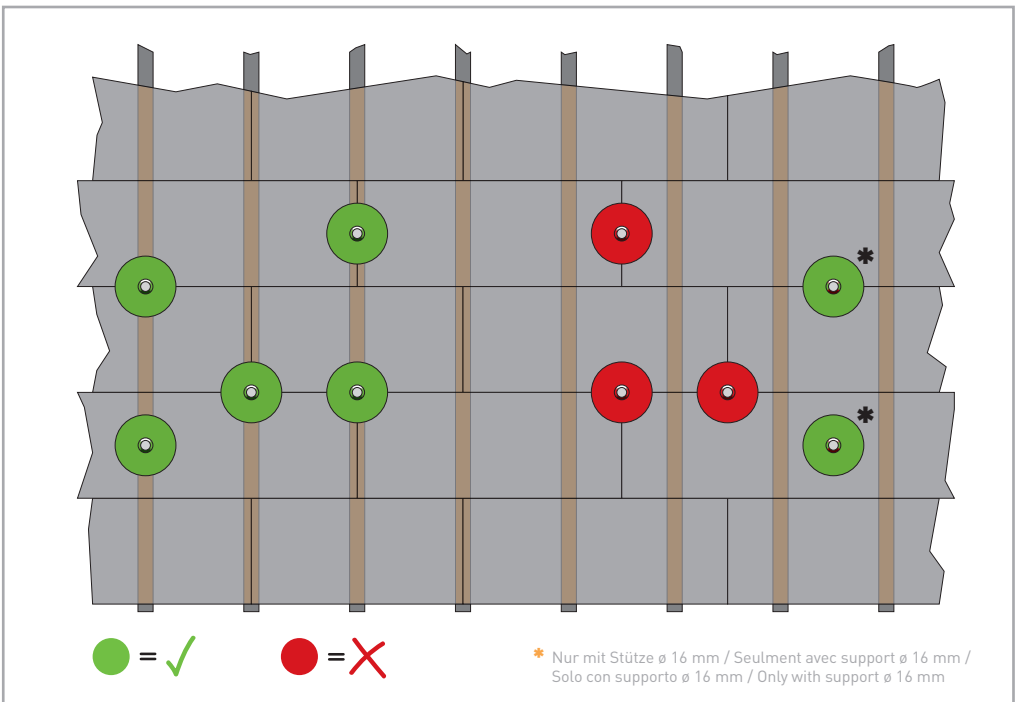 = ✓ = ✗ * Nur mit Stütze ø 16 mm / Seulment avec support ø 16 mm /
Solo con supporto ø 16 mm / Only with support ø 16 mm